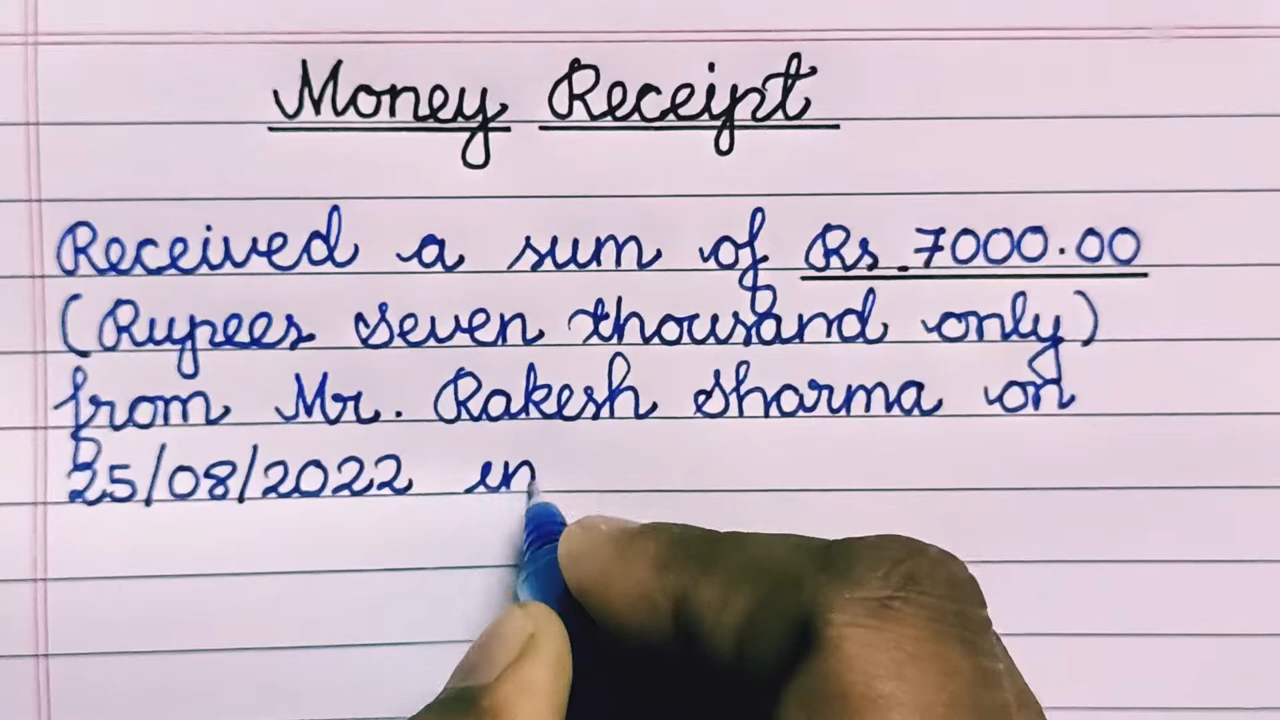 Money Receipt
Received a sum of Rs. 7000.00
(Rupees seven thousand only)
from Mr. Rakesh Sharma on
25/08/2022 in